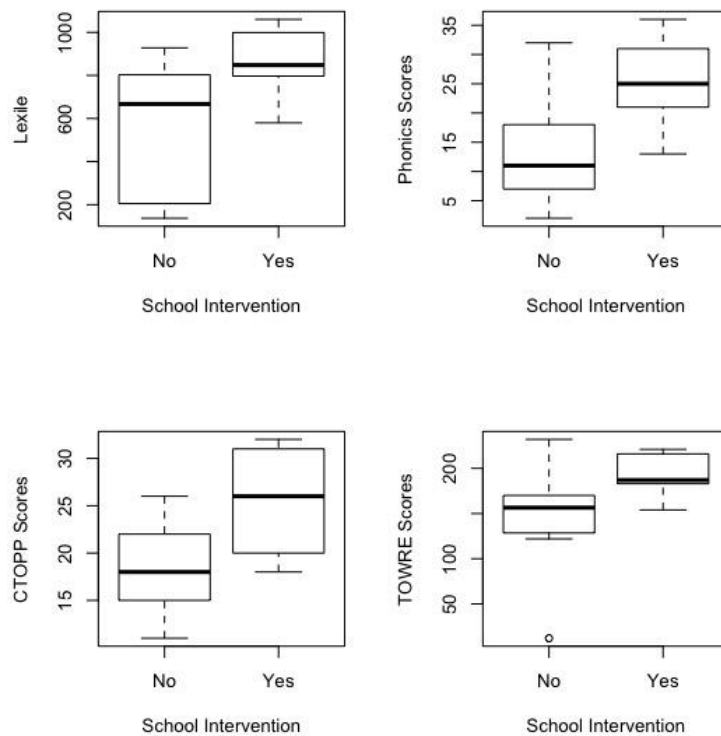 Lexile
1000
600
200
No
Yes
School Intervention
Phonics Scores
35
25
15
5
No
Yes
School Intervention
CTOPP Scores
30
25
20
15
No
Yes
School Intervention
TOWRE Scores
200
100
50
No
Yes
School Intervention